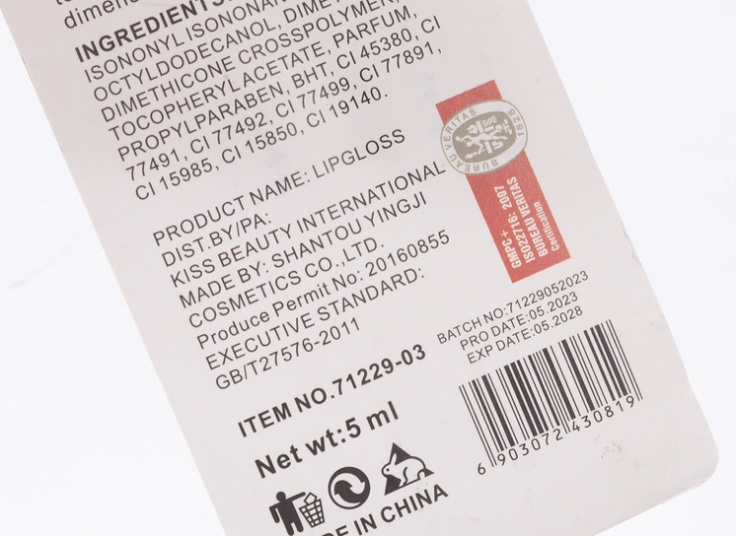 dimensi
INGREDIENTS:
ISONONYL ISONONAN
OCTYLDODECANOL, DIME
DIMETHICONE CROSSPOLYMER,
TOCOPHERYL ACETATE, PARFUM,
PROPYLPARABEN, BHT, CI 45380, CI
77491, CI 77492, CI 77499, CI 77891,
CI 15985, CI 15850, CI 19140.
PRODUCT NAME: LIPGLOSS
DIST.BY/PA:
KISS BEAUTY INTERNATIONAL
MADE BY: SHANTOU YINGJI
COSMETICS CO.,LTD.
Produce Permit No: 20160855
EXECUTIVE STANDARD:
GB/T27576-2011
BUREAU VERITAS
1828
GMPC+
ISO22716: 2007
BUREAU VERITAS
Certification
BATCH NO:71229052023
PRO DATE:05.2023
EXP DATE:05.2028
6 903072 430819
ITEM NO.71229-03
Net wt:5 ml
DE IN CHINA